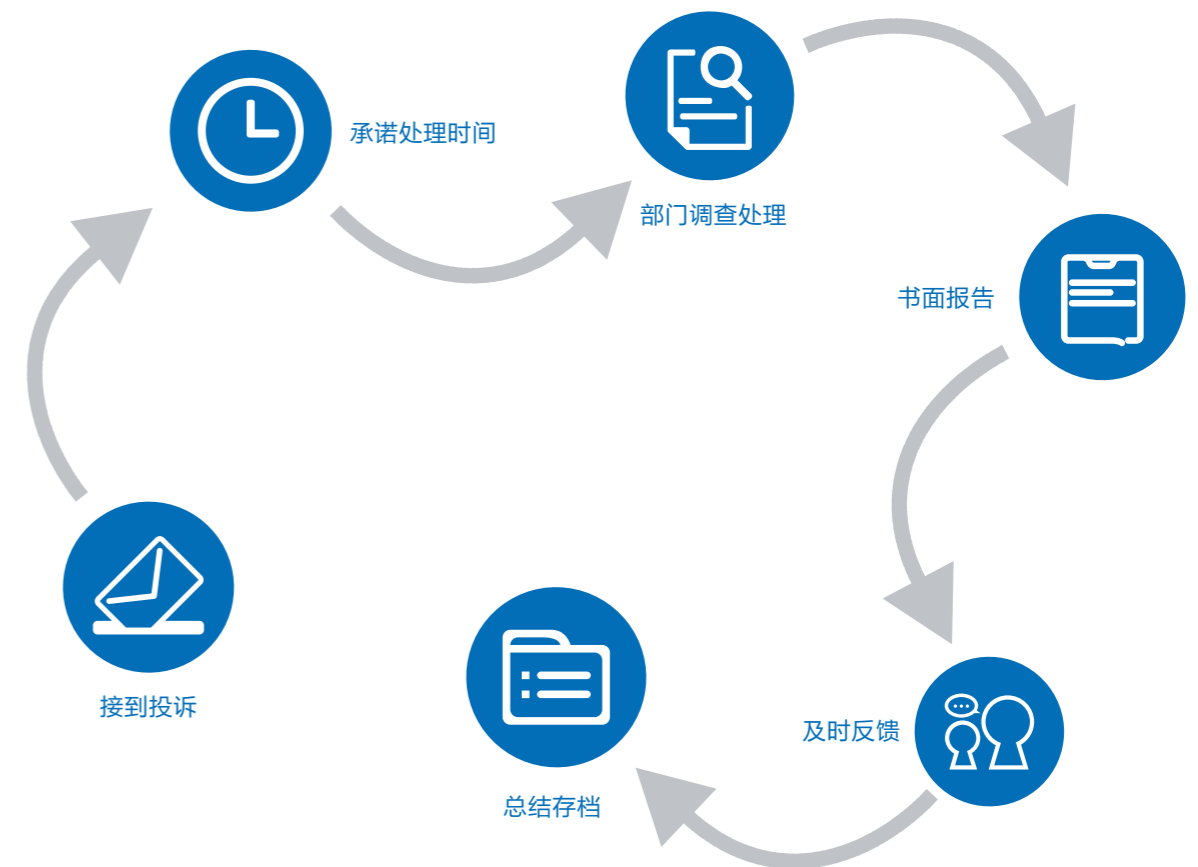 承诺处理时间
部门调查处理
书面报告
接到投诉
及时反馈
总结存档